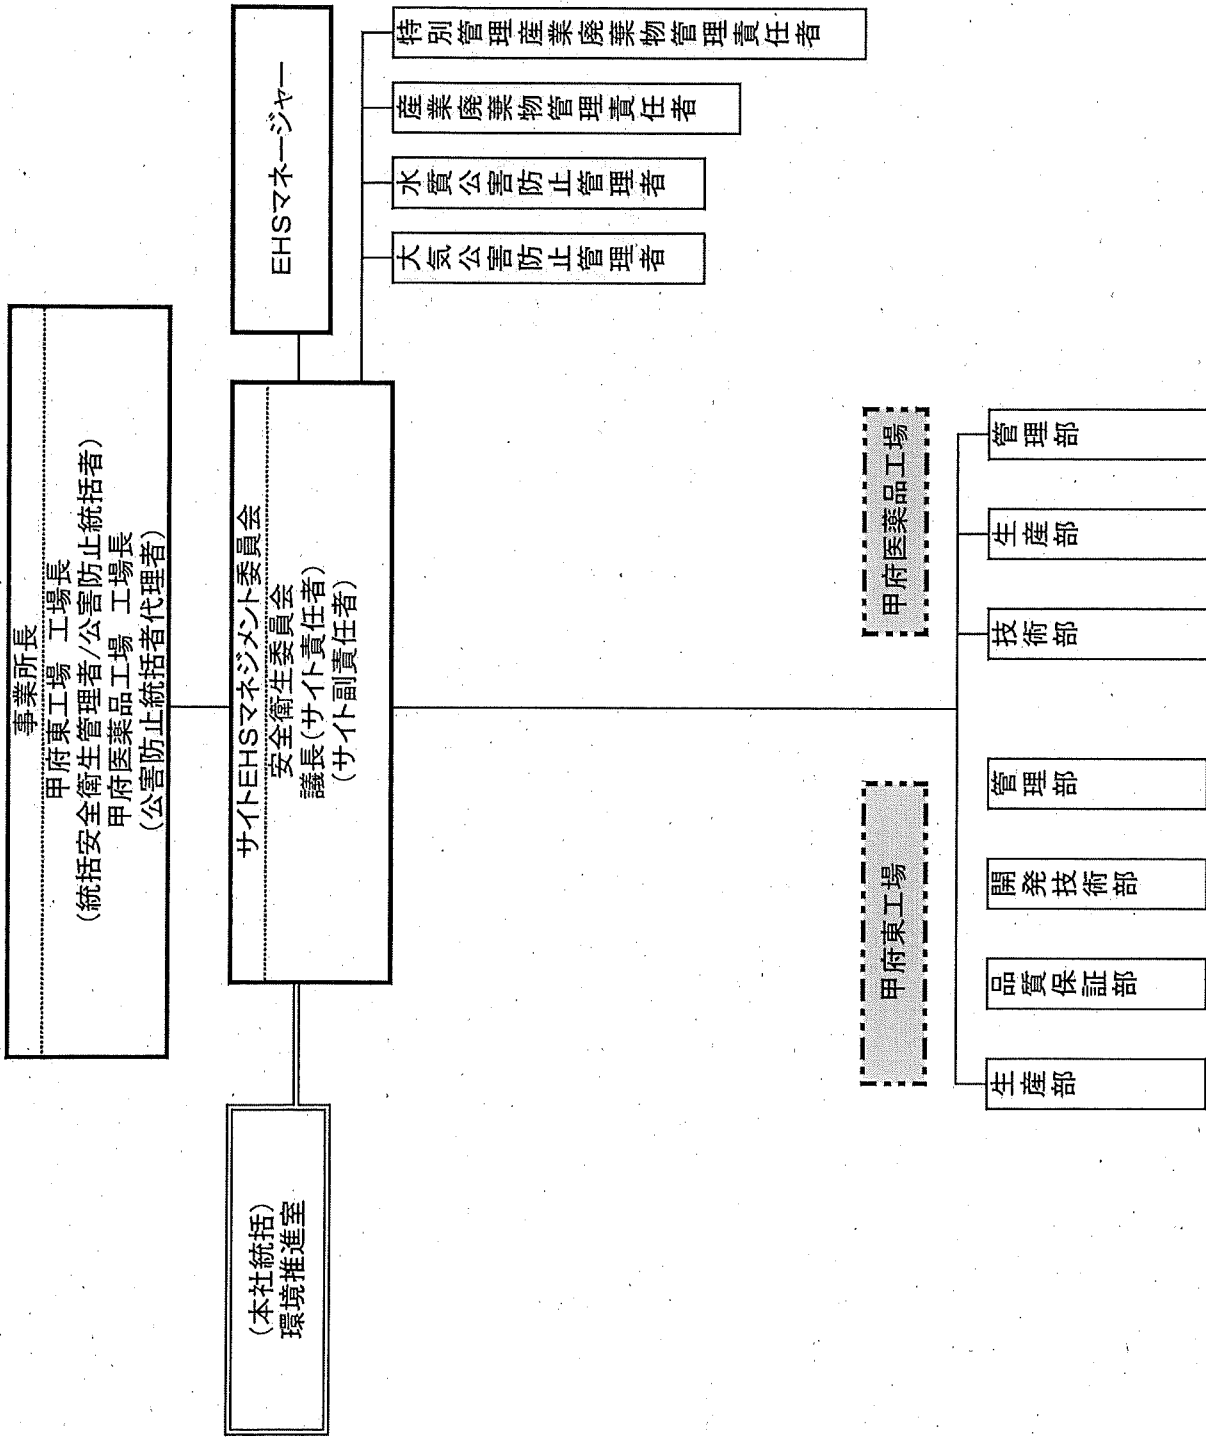 事業所長
甲府東工場　工場長
(統括安全衛生管理者/公害防止統括者)
甲府医薬品工場　工場長
(公害防止統括者代理者)
(本社統括)
環境推進室
サイトEHSマネジメント委員会
安全衛生委員会
議長(サイト責任者)
(サイト副責任者)
EHSマネージャー
大気公害防止管理者
水質公害防止管理者
産業廃棄物管理責任者
特別管理産業廃棄物管理責任者
甲府東工場
甲府医薬品工場
生産部
品質保証部
開発技術部
管理部
技術部
生産部
管理部